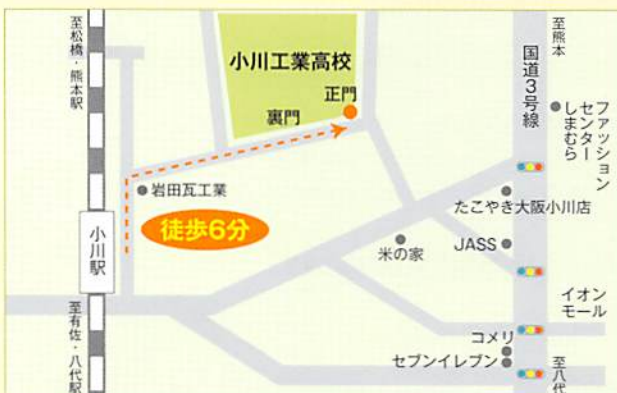 至松橋・熊本駅
小川工業高校
正門
裏門
国道3号線
至熊本
ファッション
センター
しまむら
岩田瓦工業
徒歩6分
小川駅
たこやき大阪小川店
米の家
JASS
イオン
モール
コメリ
セブンイレブン
至有佐・八代駅
至八代